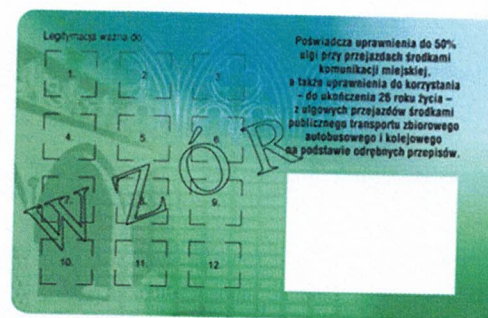 Legitymacja ważna do:
1. 2. 3.
4. 5. 6.
8. 9.
10. 11. 12.
WZÓR
Poświadcza uprawnienia do 50%
ulgi przy przejazdach środkami
komunikacji miejskiej,
a także uprawnienia do korzystania
– do ukończenia 26 roku życia –
z ulgowych przejazdów środkami
publicznego transportu zbiorowego
autobusowego i kolejowego
na podstawie odrębnych przepisów.